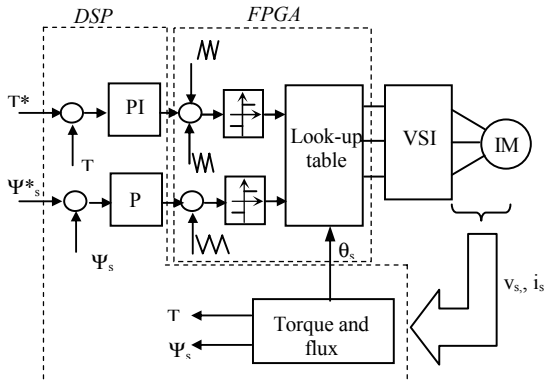 DSP
FPGA
T*
PI
T
Look-up
table
VSI
IM
Ψ*s
P
Ψs
θs
vs,, is
T
Torque and
flux
Ψs